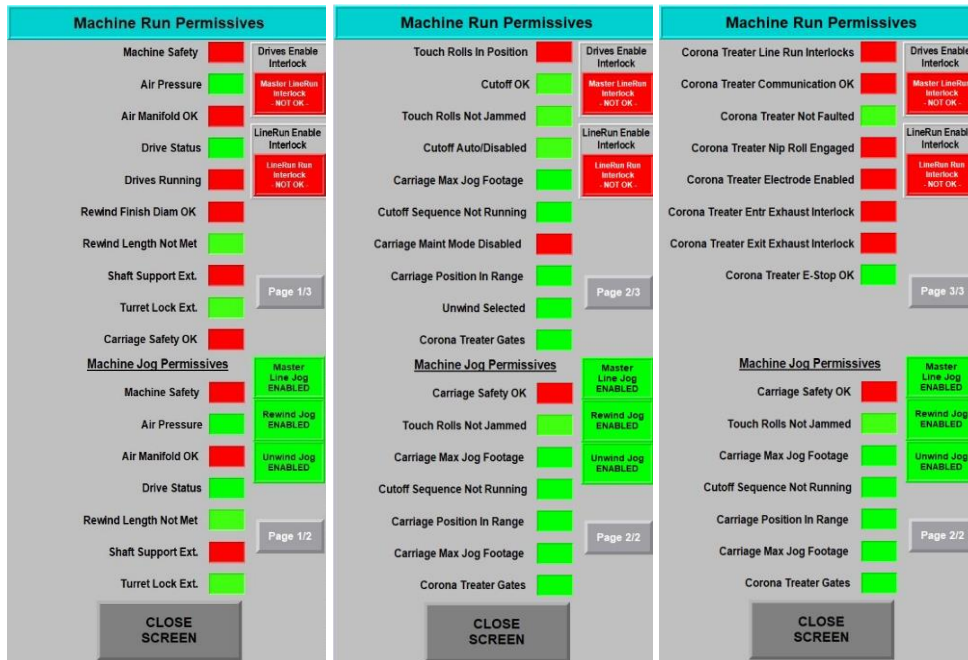 Machine Run Permissives
Machine Safety
Air Pressure
Air Manifold OK
Drive Status
Drives Running
Rewind Finish Diam OK
Rewind Length Not Met
Shaft Support Ext.
Turret Lock Ext.
Carriage Safety OK
Drives Enable
Interlock
Master LineRun
Interlock
- NOT OK -
LineRun Enable
Interlock
LineRun Run
Interlock
- NOT OK -
Page 1/3
Machine Jog Permissives
Machine Safety
Air Pressure
Air Manifold OK
Drive Status
Rewind Length Not Met
Shaft Support Ext.
Turret Lock Ext.
Master
Line Jog
ENABLED
Rewind Jog
ENABLED
Unwind Jog
ENABLED
Page 1/2
CLOSE
SCREEN
Machine Run Permissives
Touch Rolls In Position
Cutoff OK
Touch Rolls Not Jammed
Cutoff Auto/Disabled
Carriage Max Jog Footage
Cutoff Sequence Not Running
Carriage Maint Mode Disabled
Carriage Position In Range
Unwind Selected
Corona Treater Gates
Drives Enable
Interlock
Master LineRun
Interlock
- NOT OK -
LineRun Enable
Interlock
LineRun Run
Interlock
- NOT OK -
Page 2/3
Machine Jog Permissives
Carriage Safety OK
Touch Rolls Not Jammed
Carriage Max Jog Footage
Cutoff Sequence Not Running
Carriage Position In Range
Carriage Max Jog Footage
Corona Treater Gates
Master
Line Jog
ENABLED
Rewind Jog
ENABLED
Unwind Jog
ENABLED
Page 2/2
CLOSE
SCREEN
Machine Run Permissives
Corona Treater Line Run Interlocks
Corona Treater Communication OK
Corona Treater Not Faulted
Corona Treater Nip Roll Engaged
Corona Treater Electrode Enabled
Corona Treater Entr Exhaust Interlock
Corona Treater Exit Exhaust Interlock
Corona Treater E-Stop OK
Drives Enable
Interlock
Master LineRun
Interlock
- NOT OK -
LineRun Enable
Interlock
LineRun Run
Interlock
- NOT OK -
Page 3/3
Machine Jog Permissives
Carriage Safety OK
Touch Rolls Not Jammed
Carriage Max Jog Footage
Cutoff Sequence Not Running
Carriage Position In Range
Carriage Max Jog Footage
Corona Treater Gates
Master
Line Jog
ENABLED
Rewind Jog
ENABLED
Unwind Jog
ENABLED
Page 2/2
CLOSE
SCREEN